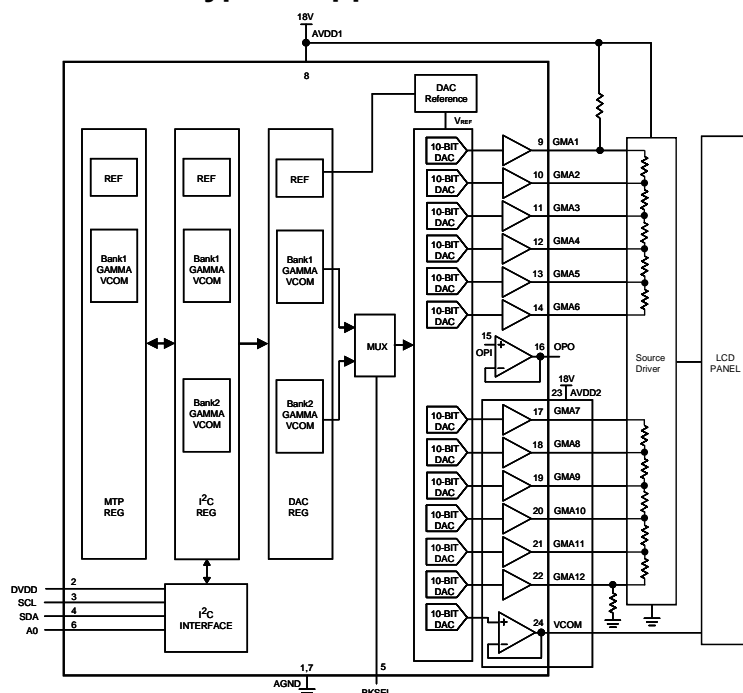 18V
AVDD1
8
DAC
Reference
VREF
10-BIT
DAC
9 GMA1
10-BIT
DAC
10 GMA2
10-BIT
DAC
11 GMA3
10-BIT
DAC
12 GMA4
10-BIT
DAC
13 GMA5
10-BIT
DAC
14 GMA6
REF
REF
REF
Bank1
GAMMA
VCOM
Bank1
GAMMA
VCOM
Bank1
GAMMA
VCOM
MUX
15
+
OPI
-
16 OPO
Source
Driver
LCD
PANEL
18V
23 AVDD2
Bank2
GAMMA
VCOM
Bank2
GAMMA
VCOM
10-BIT
DAC
17 GMA7
10-BIT
DAC
18 GMA8
10-BIT
DAC
19 GMA9
10-BIT
DAC
20 GMA10
10-BIT
DAC
21 GMA11
10-BIT
DAC
22 GMA12
10-BIT
DAC
+
-
24 VCOM
MTP
REG
I2C
REG
DAC
REG
DVDD 2
SCL 3
SDA 4
A0 6
I2C
INTERFACE
1,7
AGND
5